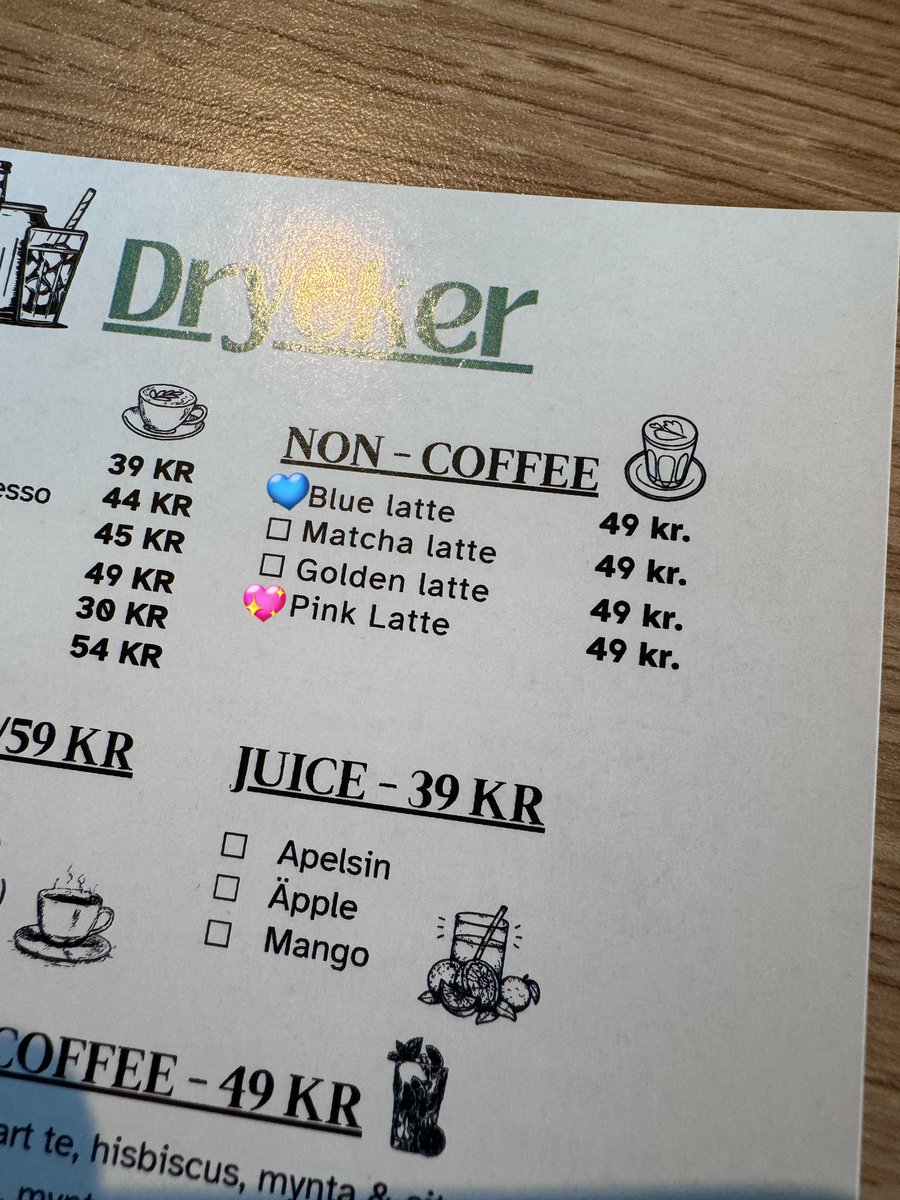 Drycker
39 KR
esso 44 KR
45 KR
49 KR
30 KR
54 KR
NON - COFFEE
Blue latte 49 kr.
Matcha latte 49 kr.
Golden latte 49 kr.
Pink Latte 49 kr.
/59 KR
JUICE - 39 KR
Apelsin
Äpple
Mango
COFFEE - 49 KR
art te, hisbiscus, mynta &